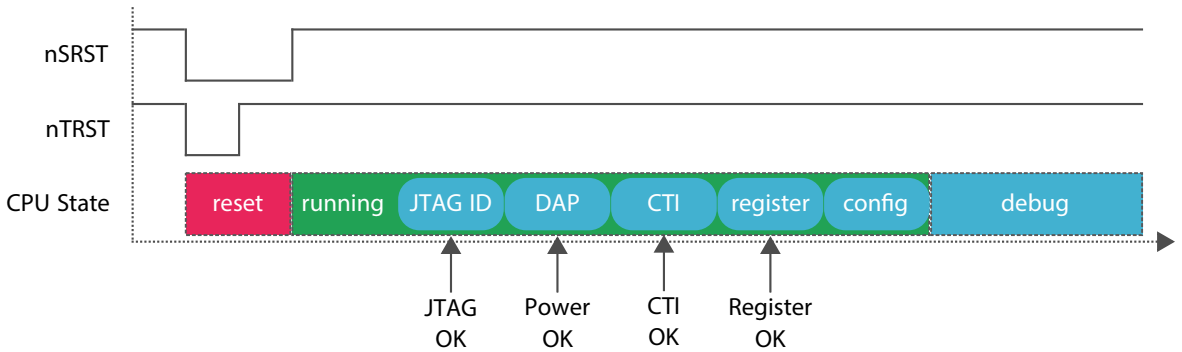 nSRST
nTRST
CPU State
reset
running
JTAG ID
DAP
CTI
register
config
debug
JTAG
OK
Power
OK
CTI
OK
Register
OK